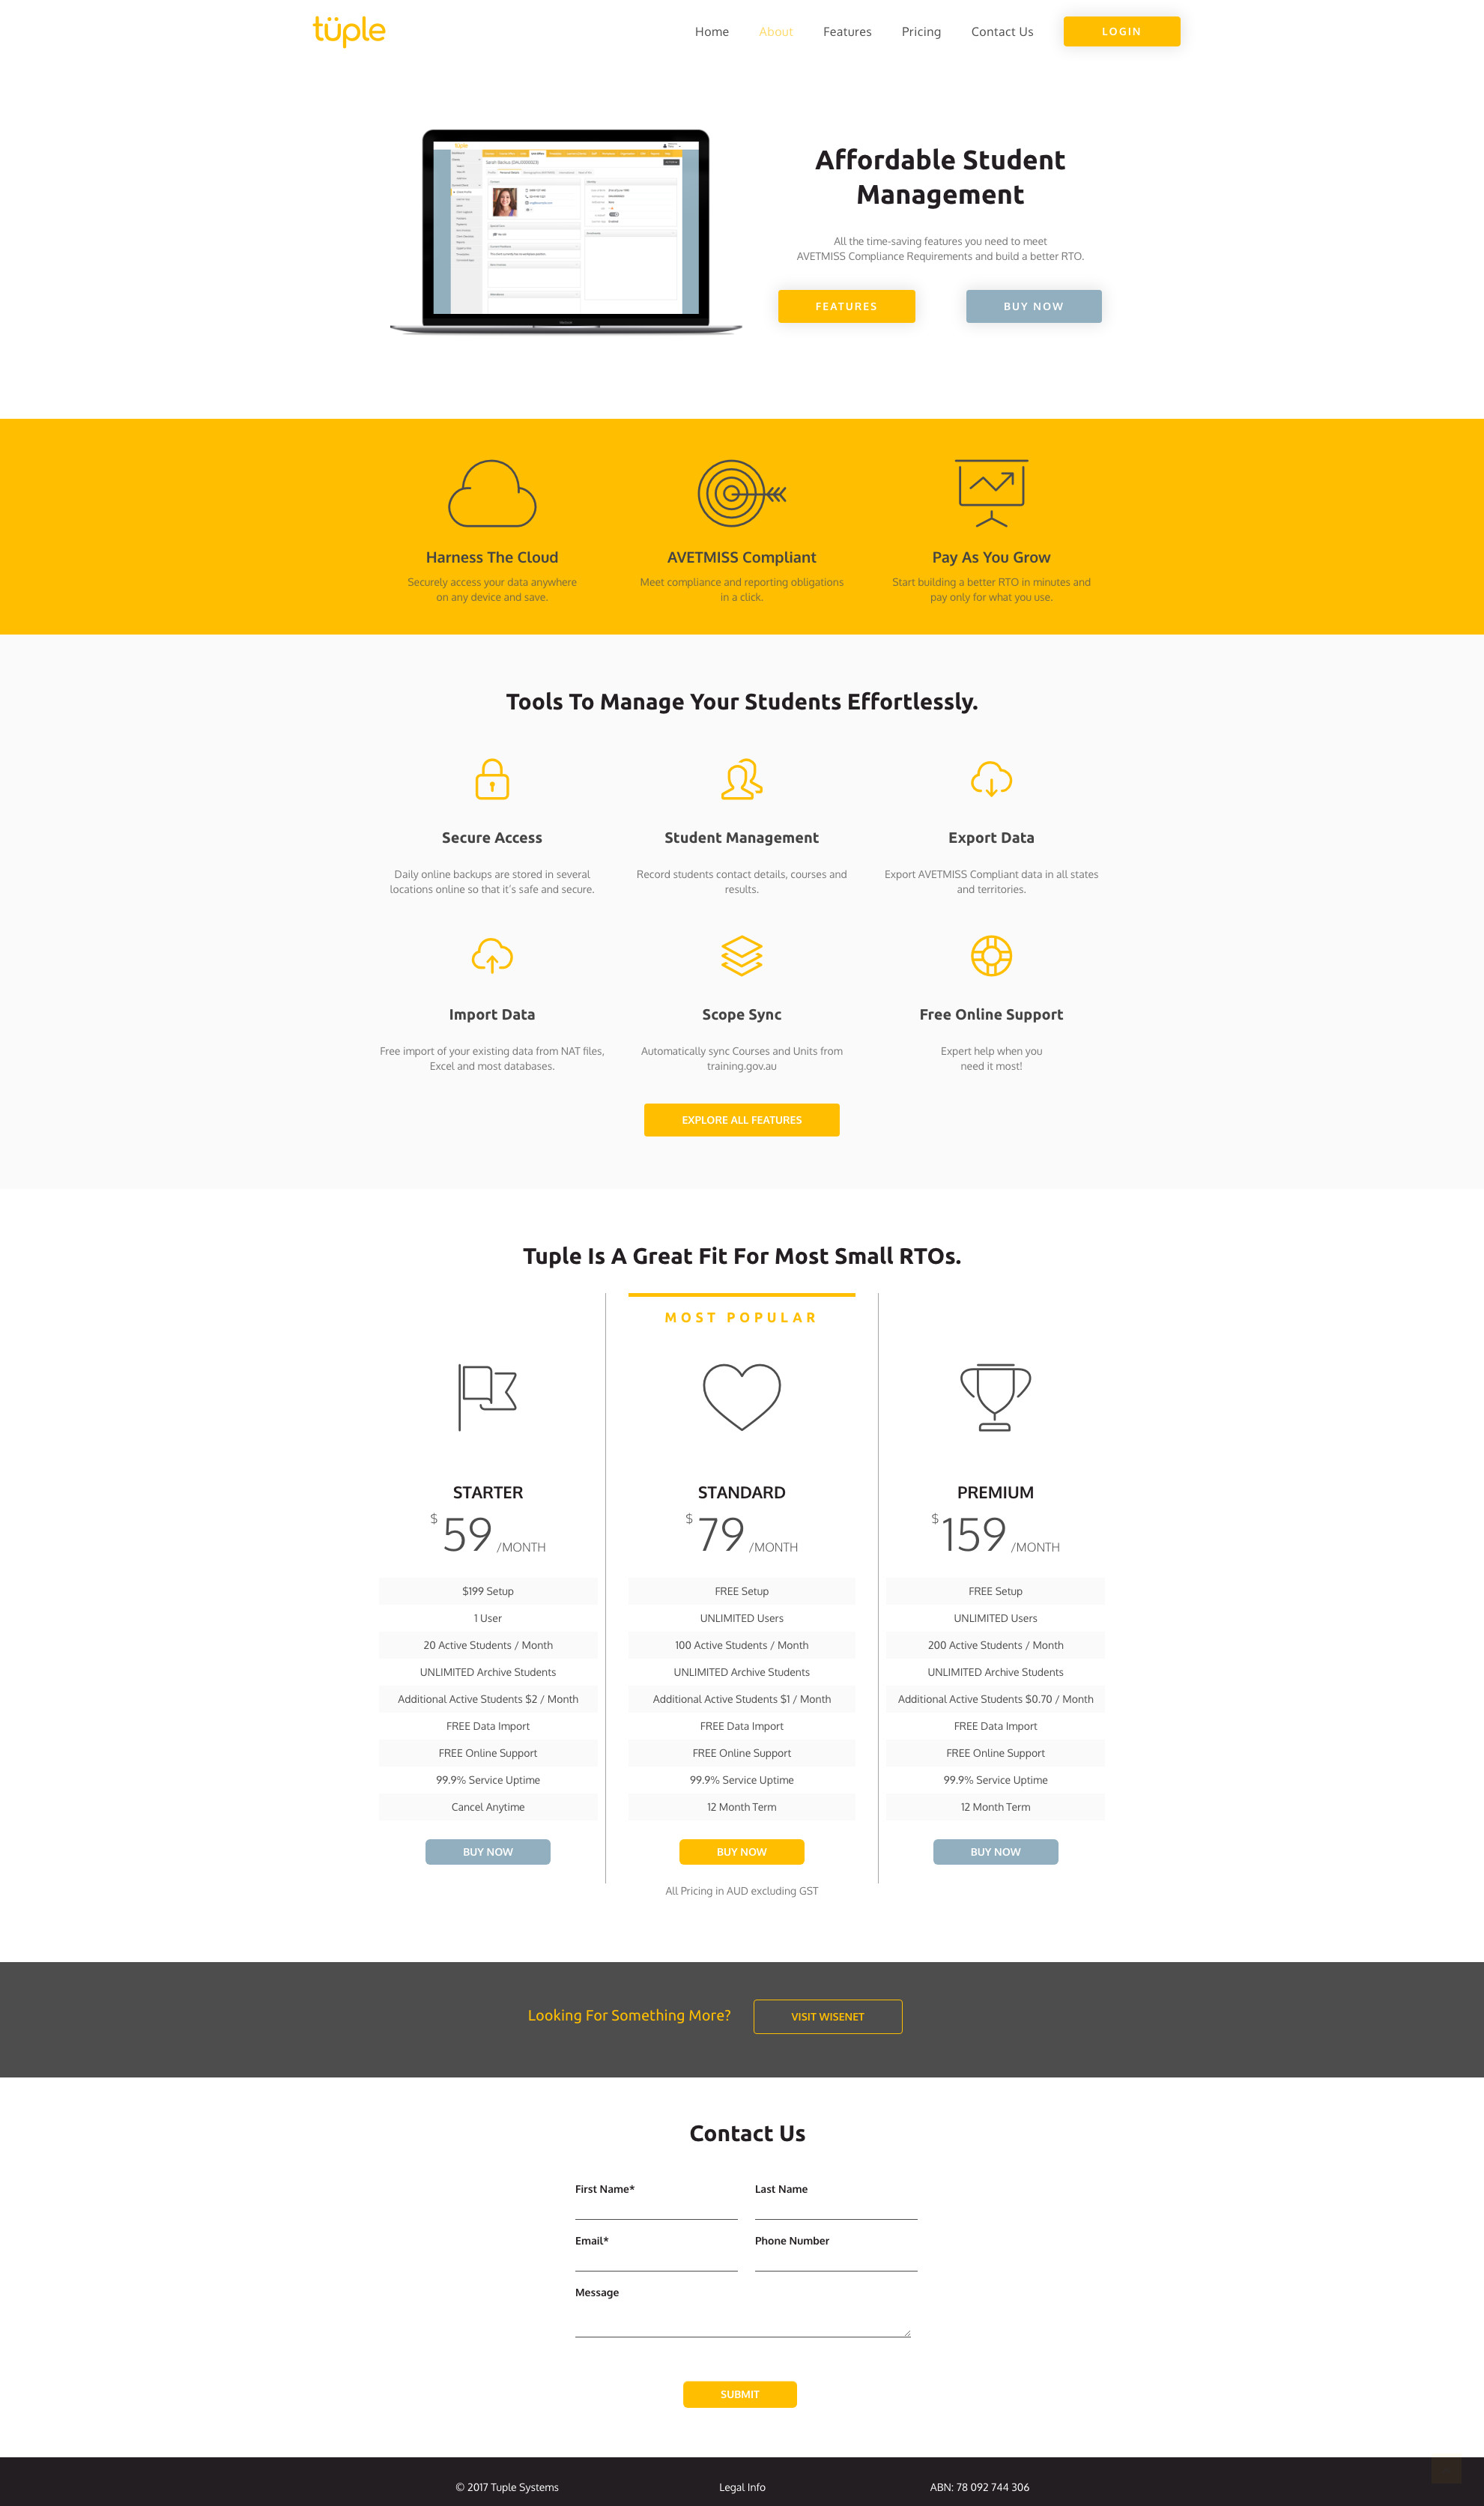 tüple
Home About Features Pricing Contact Us LOGIN
Affordable Student
Management
All the time-saving features you need to meet
AVETMISS Compliance Requirements and build a better RTO.
FEATURES BUY NOW
Harness The Cloud
Securely access your data anywhere
on any device and save.
AVETMISS Compliant
Meet compliance and reporting obligations
in a click.
Pay As You Grow
Start building a better RTO in minutes and
pay only for what you use.
Tools To Manage Your Students Effortlessly.
Secure Access
Daily online backups are stored in several
locations online so that it's safe and secure.
Student Management
Record students contact details, courses and
results.
Export Data
Export AVETMISS Compliant data in all states
and territories.
Import Data
Free import of your existing data from NAT files,
Excel and most databases.
Scope Sync
Automatically sync Courses and Units from
training.gov.au
Free Online Support
Expert help when you
need it most!
EXPLORE ALL FEATURES
Tuple Is A Great Fit For Most Small RTOs.
STARTER
$ 59 /MONTH
$199 Setup
1 User
20 Active Students / Month
UNLIMITED Archive Students
Additional Active Students $2 / Month
FREE Data Import
FREE Online Support
99.9% Service Uptime
Cancel Anytime
BUY NOW
MOST POPULAR
STANDARD
$ 79 /MONTH
FREE Setup
UNLIMITED Users
100 Active Students / Month
UNLIMITED Archive Students
Additional Active Students $1 / Month
FREE Data Import
FREE Online Support
99.9% Service Uptime
12 Month Term
BUY NOW
All Pricing in AUD excluding GST
PREMIUM
$ 159 /MONTH
FREE Setup
UNLIMITED Users
200 Active Students / Month
UNLIMITED Archive Students
Additional Active Students $0.70 / Month
FREE Data Import
FREE Online Support
99.9% Service Uptime
12 Month Term
BUY NOW
Looking For Something More? VISIT WISENET
Contact Us
First Name* Last Name
Email* Phone Number
Message
SUBMIT
© 2017 Tuple Systems Legal Info ABN: 78 092 744 306